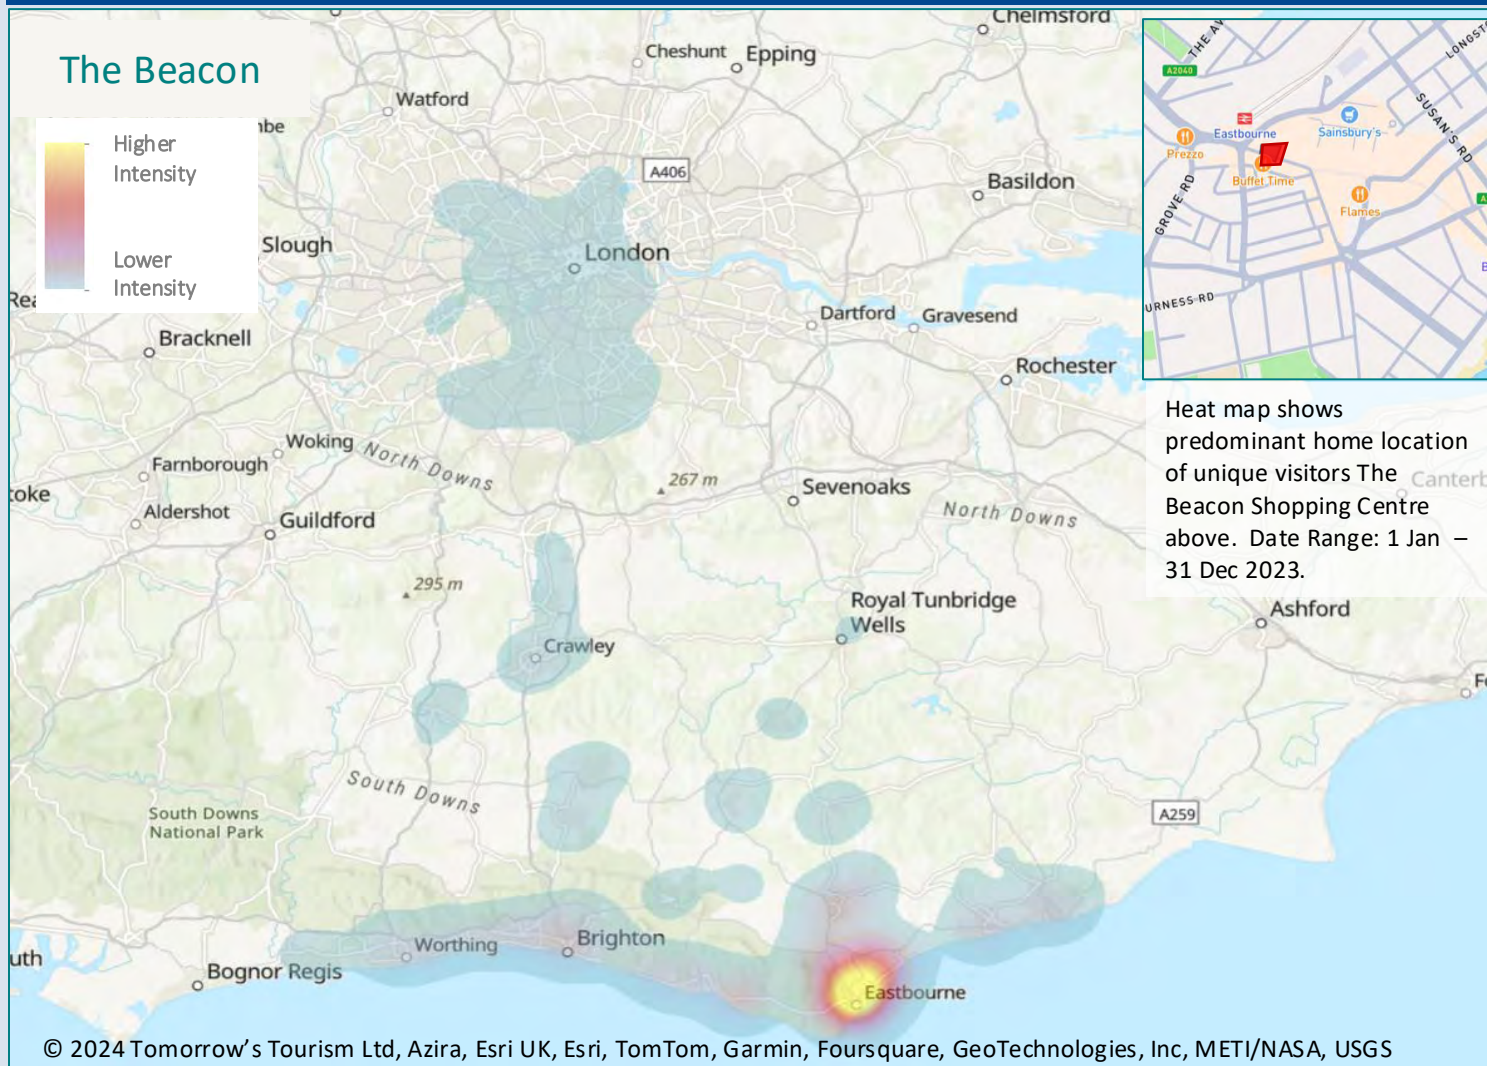 The Beacon
Higher
Intensity
Lower
Intensity
Chelmsford
Cheshunt
Epping
Watford
A406
Basildon
Slough
London
Dartford
Gravesend
Bracknell
Rochester
Woking
North Downs
Farnborough
267 m
Sevenoaks
Aldershot
Guildford
North Downs
295 m
Royal Tunbridge
Wells
Ashford
Crawley
South Downs
South Downs
National Park
A259
Worthing
Brighton
Bognor Regis
Eastbourne
THE AV
LONGST
A2040
SUSAN'S RD
Eastbourne
Sainsbury's
Prezzo
Buffet Time
Flames
GROVE RD
URNESS RD
Heat map shows
predominant home location
of unique visitors The
Beacon Shopping Centre
above. Date Range: 1 Jan –
31 Dec 2023.
Canterb
© 2024 Tomorrow's Tourism Ltd, Azira, Esri UK, Esri, TomTom, Garmin, Foursquare, GeoTechnologies, Inc, METI/NASA, USGS